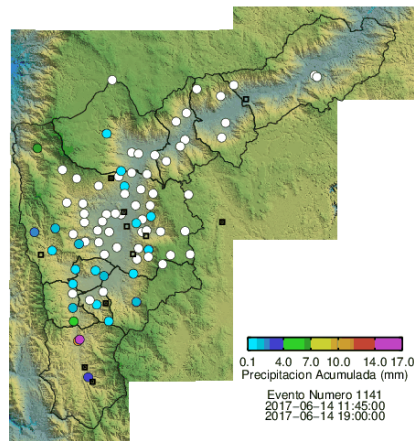 0.1 4.0 7.0 10.0 14.0 17.0
Precipitacion Acumulada (mm)
Evento Numero 1141
2017-06-14 11:45:00
2017-06-14 19:00:00